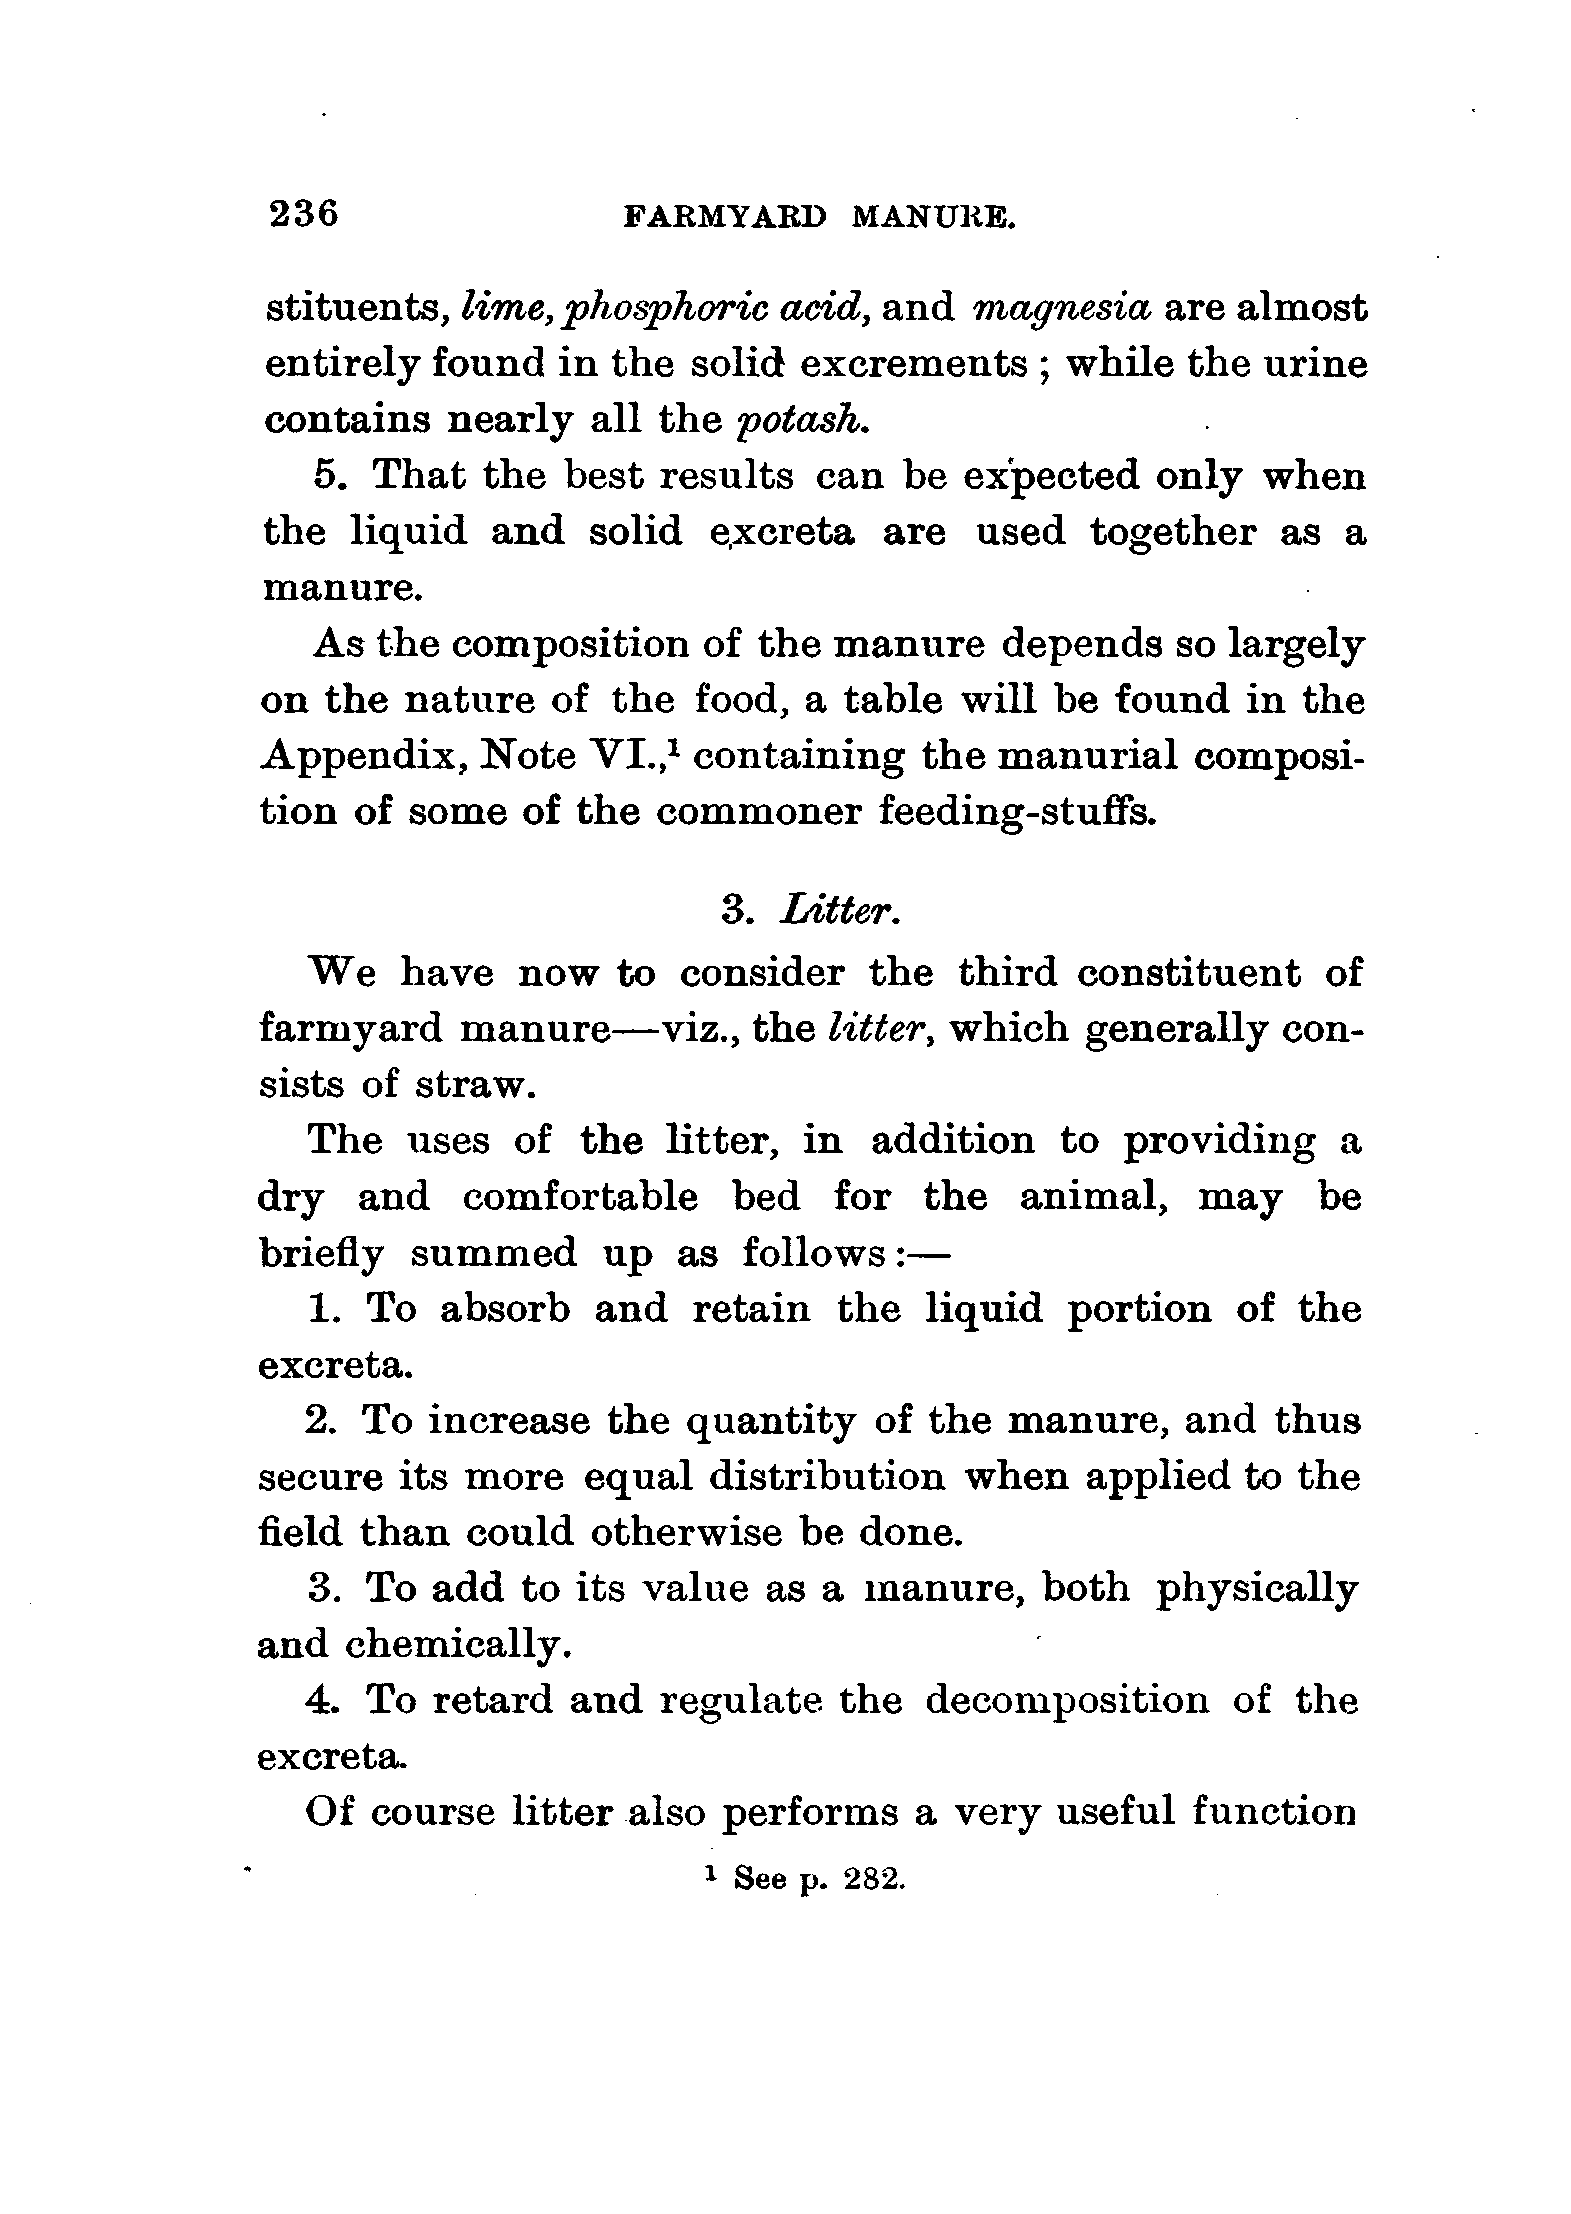 236 FARMYARD MANURE.
stituents, lime, phosphoric acid, and magnesia are almost
entirely found in the solid excrements ; while the urine
contains nearly all the potash.
5. That the best results can be expected only when
the liquid and solid excreta are used together as a
manure.
As the composition of the manure depends so largely
on the nature of the food, a table will be found in the
Appendix, Note VI.,¹ containing the manurial composi-
tion of some of the commoner feeding-stuffs.
3. Litter.
We have now to consider the third constituent of
farmyard manure—viz., the litter, which generally con-
sists of straw.
The uses of the litter, in addition to providing a
dry and comfortable bed for the animal, may be
briefly summed up as follows :—
1. To absorb and retain the liquid portion of the
excreta.
2. To increase the quantity of the manure, and thus
secure its more equal distribution when applied to the
field than could otherwise be done.
3. To add to its value as a manure, both physically
and chemically.
4. To retard and regulate the decomposition of the
excreta.
Of course litter also performs a very useful function
¹ See p. 282.